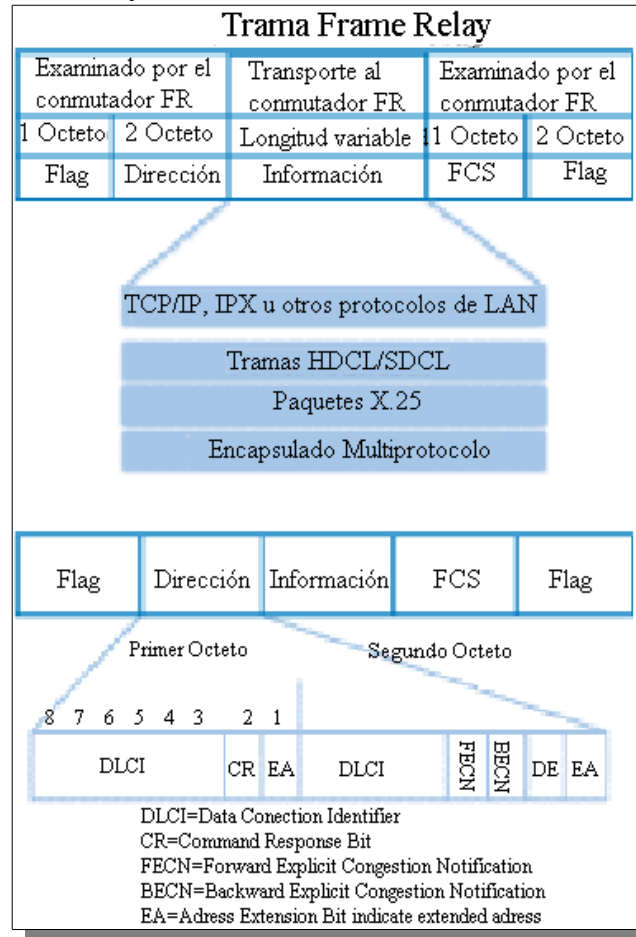 Trama Frame Relay
Examinado por el conmutador FR
Transporte al conmutador FR
Examinado por el conmutador FR
1 Octeto 2 Octeto Longitud variable 11 Octeto 2 Octeto
Flag Dirección Información FCS Flag
TCP/IP, IPX u otros protocolos de LAN
Tramas HDCL/SDCL
Paquetes X.25
Encapsulado Multiprotocolo
Flag Dirección Información FCS Flag
Primer Octeto Segundo Octeto
8 7 6 5 4 3 2 1
DLCI CR EA DLCI FECN BECN DE EA
DLCI=Data Conection Identifier
CR=Command Response Bit
FECN=Forward Explicit Congestion Notification
BECN=Backward Explicit Congestion Notification
EA=Adress Extension Bit indicate extended adress